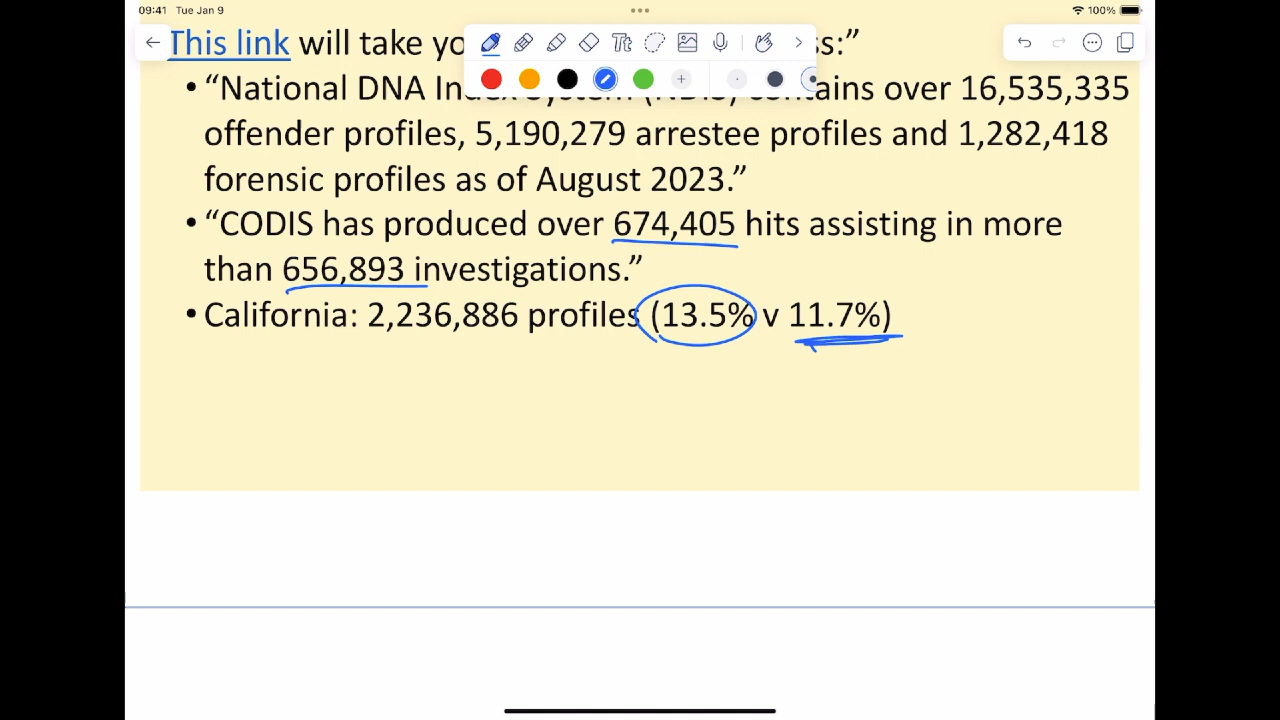 09:41 Tue Jan 9
100%
This link will take ss:”
Tt
• “National DNA contains over 16,535,335
offender profiles, 5,190,279 arrestee profiles and 1,282,418
forensic profiles as of August 2023.”
• “CODIS has produced over 674,405 hits assisting in more
than 656,893 investigations.”
• California: 2,236,886 profiles (13.5% v 11.7%)